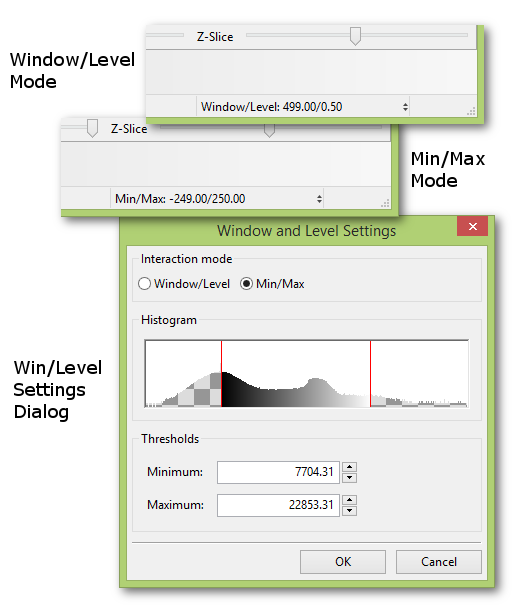 Window/Level
Mode
Z-Slice
Window/Level: 499.00/0.50
Z-Slice
Min/Max: -249.00/250.00
Min/Max
Mode
Window and Level Settings
Interaction mode
Window/Level Min/Max
Histogram
Win/Level
Settings
Dialog
Thresholds
Minimum: 7704.31
Maximum: 22853.31
OK Cancel